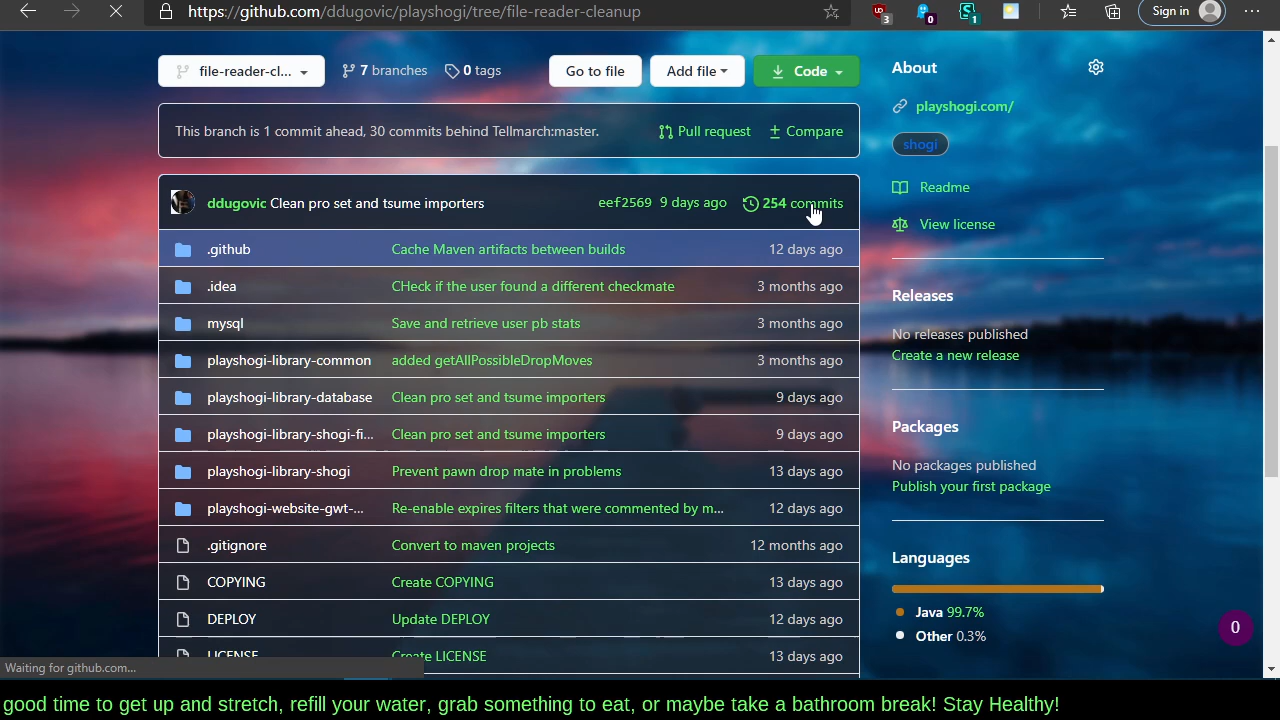 https://github.com/ddugovic/playshogi/tree/file-reader-cleanup
3
0
1
Sign in
file-reader-cl...
7 branches
0 tags
Go to file
Add file
Code
This branch is 1 commit ahead, 30 commits behind Tellmarch:master.
Pull request
Compare
ddugovic Clean pro set and tsume importers
eef2569 9 days ago
254 commits
.github Cache Maven artifacts between builds 12 days ago
.idea CHeck if the user found a different checkmate 3 months ago
mysql Save and retrieve user pb stats 3 months ago
playshogi-library-common added getAllPossibleDropMoves 3 months ago
playshogi-library-database Clean pro set and tsume importers 9 days ago
playshogi-library-shogi-fi... Clean pro set and tsume importers 9 days ago
playshogi-library-shogi Prevent pawn drop mate in problems 13 days ago
playshogi-website-gwt-... Re-enable expires filters that were commented by m... 12 days ago
.gitignore Convert to maven projects 12 months ago
COPYING Create COPYING 13 days ago
DEPLOY Update DEPLOY 12 days ago
LICENSE Create LICENSE 13 days ago
About
playshogi.com/
shogi
Readme
View license
Releases
No releases published
Create a new release
Packages
No packages published
Publish your first package
Languages
Java 99.7%
Other 0.3%
0
Waiting for github.com...
good time to get up and stretch, refill your water, grab something to eat, or maybe take a bathroom break! Stay Healthy!